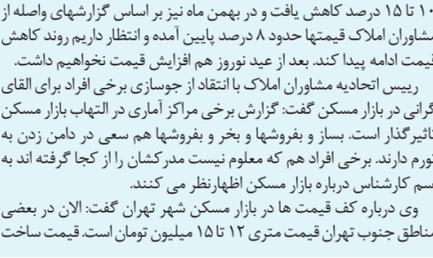 ۱۰ تا ۱۵ درصد کاهش یافت و در بهمن ماه نیز بر اساس گزارشهای واصله از
مشاوران املاک قیمتها حدود ۸ درصد پایین آمده و انتظار داریم روند کاهش
قیمت ادامه پیدا کند. بعد از عید نوروز هم افزایش قیمت نخواهیم داشت.
رییس اتحادیه مشاوران املاک با انتقاد از جوسازی برخی افراد برای القای
گرانی در بازار مسکن گفت: گزارش برخی مراکز آماری در التهاب بازار مسکن
تاثیرگذار است. بساز و بفروشها و بخر و بفروشها هم سعی در دامن زدن به
تورم دارند. برخی افراد هم که معلوم نیست مدرکشان را از کجا گرفته اند به
اسم کارشناس درباره بازار مسکن اظهارنظر می کنند.
وی درباره کف قیمت ها در بازار مسکن شهر تهران گفت: الان در بعضی
مناطق جنوب تهران قیمت متری ۱۲ تا ۱۵ میلیون تومان است. قیمت ساخت